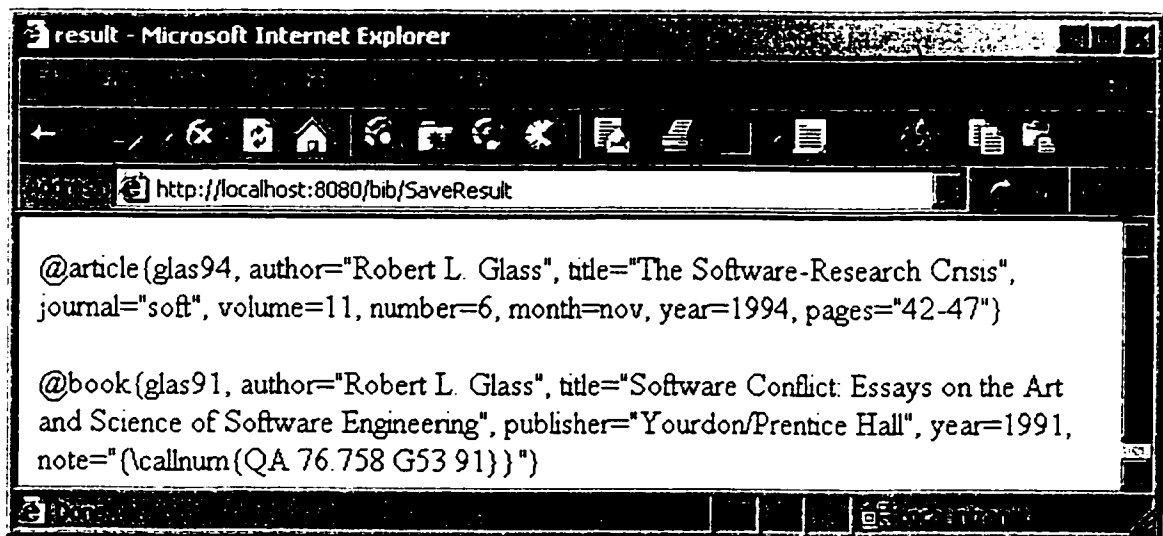 result - Microsoft Internet Explorer
http://localhost:8080/bib/SaveResult
@article{glas94, author="Robert L. Glass", title="The Software-Research Crisis",
journal="soft", volume=11, number=6, month=nov, year=1994, pages="42-47"}
@book{glas91, author="Robert L. Glass", title="Software Conflict: Essays on the Art
and Science of Software Engineering", publisher="Yourdon/Prentice Hall", year=1991,
note="{\callnum{QA 76.758 G53 91}}"}